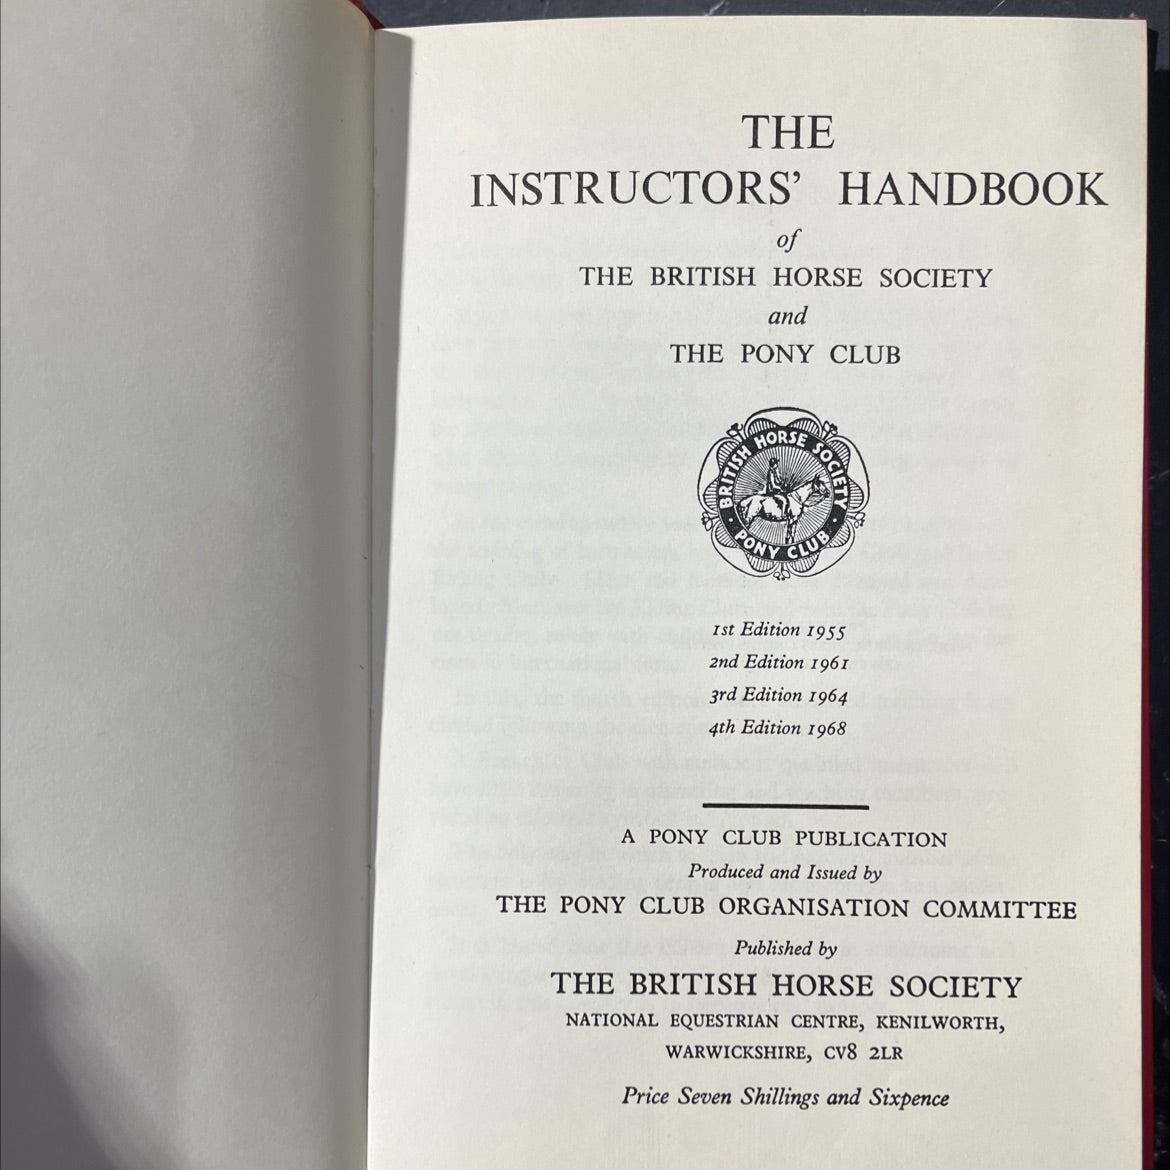 THE
INSTRUCTORS’ HANDBOOK
of
THE BRITISH HORSE SOCIETY
and
THE PONY CLUB
BRITISH HORSE SOCIETY
PONY CLUB
1st Edition 1955
2nd Edition 1961
3rd Edition 1964
4th Edition 1968
A PONY CLUB PUBLICATION
Produced and Issued by
THE PONY CLUB ORGANISATION COMMITTEE
Published by
THE BRITISH HORSE SOCIETY
NATIONAL EQUESTRIAN CENTRE, KENILWORTH,
WARWICKSHIRE, CV8 2LR
Price Seven Shillings and Sixpence